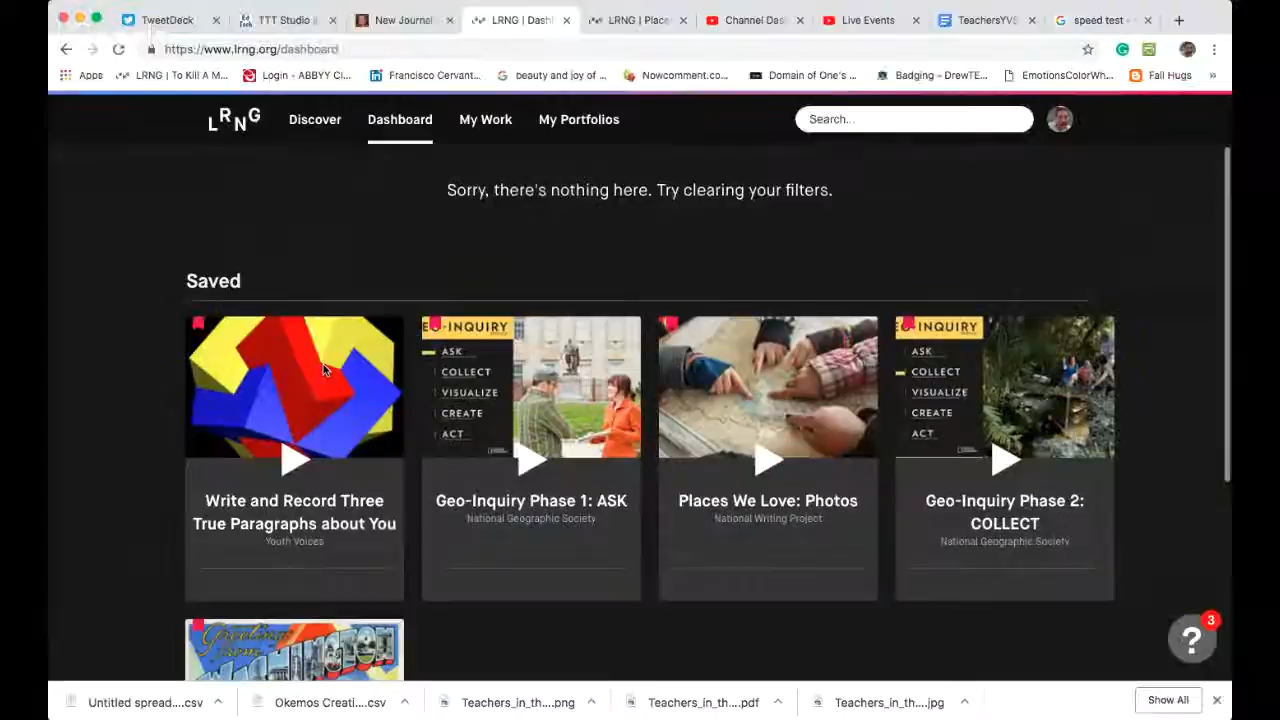 TweetDeck
TTT Studio
New Journal
LRNG | Dash
LRNG | Place
Channel Das
Live Events
TeachersYVS
speed test -
https://www.lrng.org/dashboard
Apps
LRNG | To Kill A M...
Login - ABBYY Cl...
Francisco Cervant...
beauty and joy of ...
Nowcomment.co...
Domain of One's ...
Badging – DrewTE...
EmotionsColorWh...
Fall Hugs
»
LRNG
Discover
Dashboard
My Work
My Portfolios
Search...
Sorry, there's nothing here. Try clearing your filters.
Saved
GEO-INQUIRY
ASK
COLLECT
VISUALIZE
CREATE
ACT
GEO-INQUIRY
ASK
COLLECT
VISUALIZE
CREATE
ACT
Write and Record Three
True Paragraphs about You
Youth Voices
Geo-Inquiry Phase 1: ASK
National Geographic Society
Places We Love: Photos
National Writing Project
Geo-Inquiry Phase 2:
COLLECT
National Geographic Society
Greetings from
WASHINGTON
?
3
Untitled spread....csv
Okemos Creati....csv
Teachers_in_th....png
Teachers_in_th....pdf
Teachers_in_th....jpg
Show All